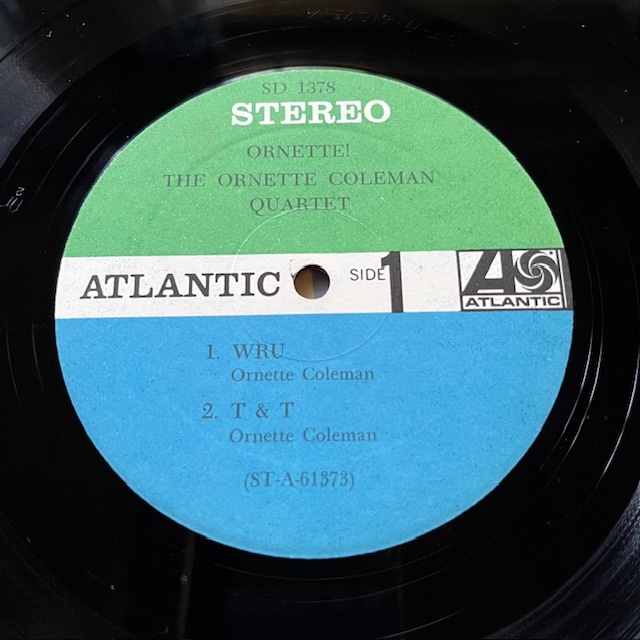 SD 1378
STEREO
ORNETTE!
THE ORNETTE COLEMAN
QUARTET
ATLANTIC
SIDE 1
ATLANTIC
1. WRU
Ornette Coleman
2. T & T
Ornette Coleman
(ST-A-61373)